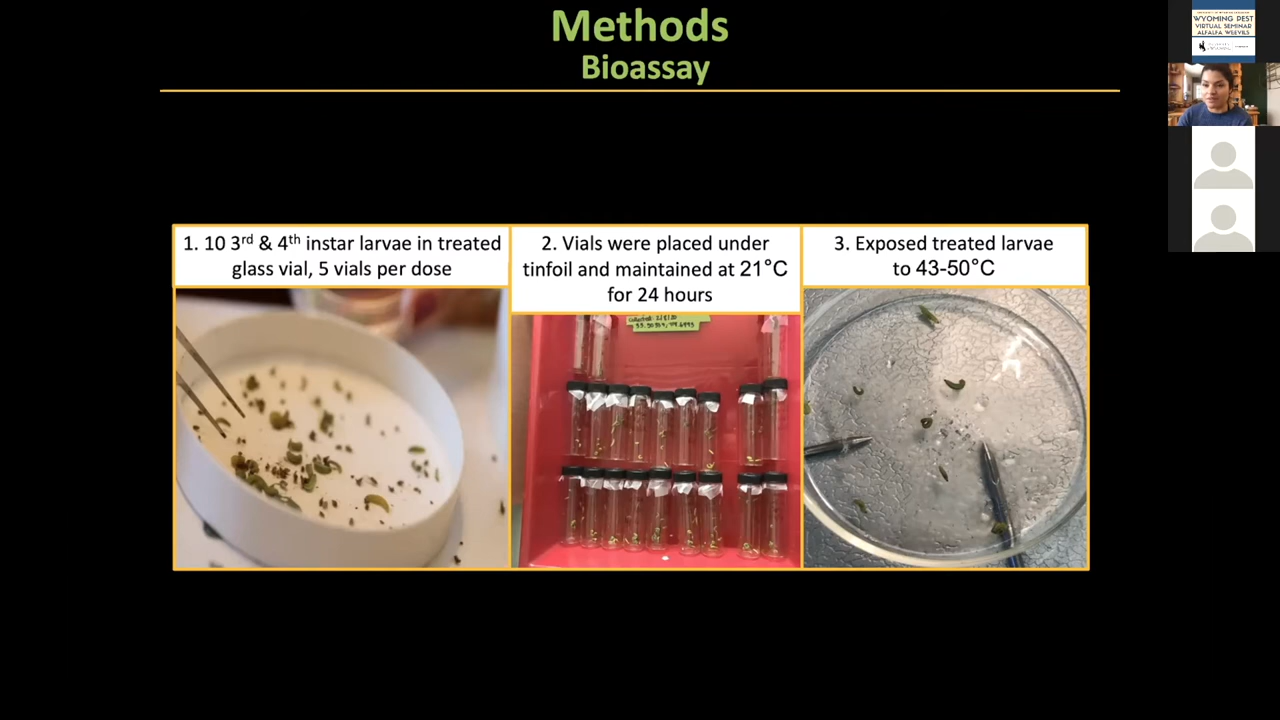 Methods
Bioassay
WYOMING PEST
VIRTUAL SEMINAR
ALFALFA WEEVILS
1. 10 3rd & 4th instar larvae in treated
glass vial, 5 vials per dose
2. Vials were placed under
tinfoil and maintained at 21°C
for 24 hours
3. Exposed treated larvae
to 43-50°C